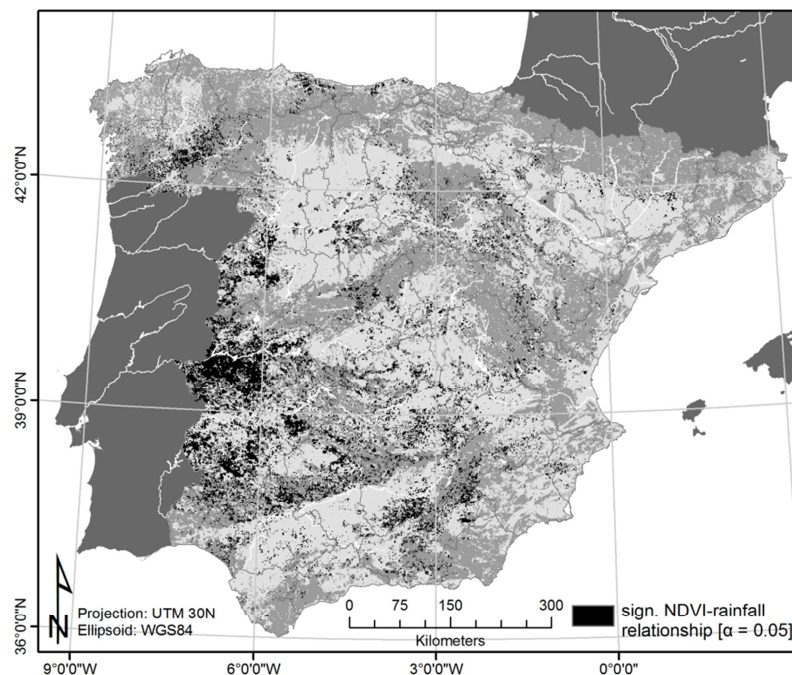 42°0'0"N
39°0'0"N
36°0'0"N
N
Projection: UTM 30N
Ellipsoid: WGS84
0 75 150 300
Kilometers
sign. NDVI-rainfall
relationship [α = 0.05]
9°0'0"W 6°0'0"W 3°0'0"W 0°0'0"